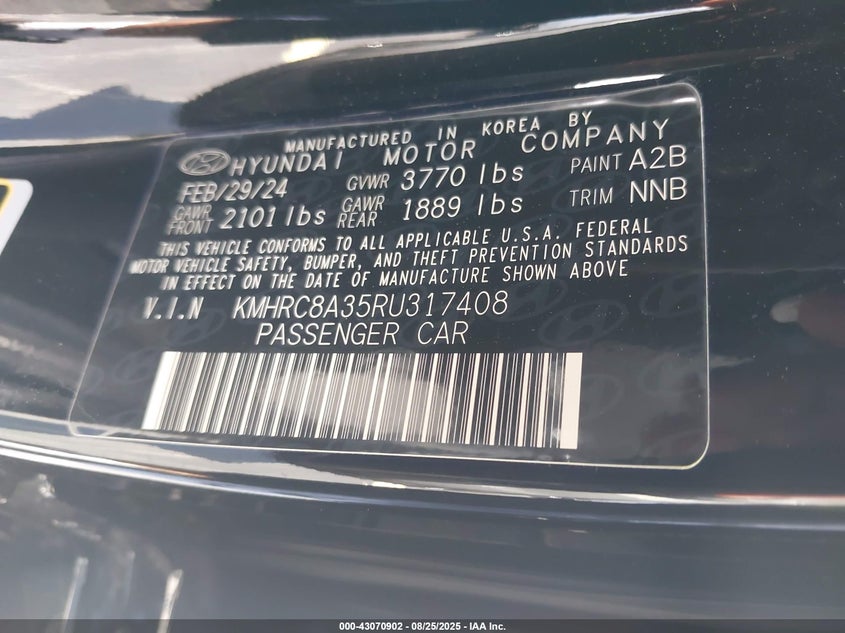 MANUFACTURED IN KOREA BY
HYUNDAI MOTOR COMPANY
FEB/29/24 GVWR 3770 lbs PAINT A2B
GAWR FRONT 2101 lbs GAWR REAR 1889 lbs TRIM NNB
THIS VEHICLE CONFORMS TO ALL APPLICABLE U.S.A. FEDERAL
MOTOR VEHICLE SAFETY, BUMPER, AND THEFT PREVENTION STANDARDS
IN EFFECT ON THE DATE OF MANUFACTURE SHOWN ABOVE
V.I.N KMHRC8A35RU317408
PASSENGER CAR
000-43070902 - 08/25/2025 - IAA Inc.